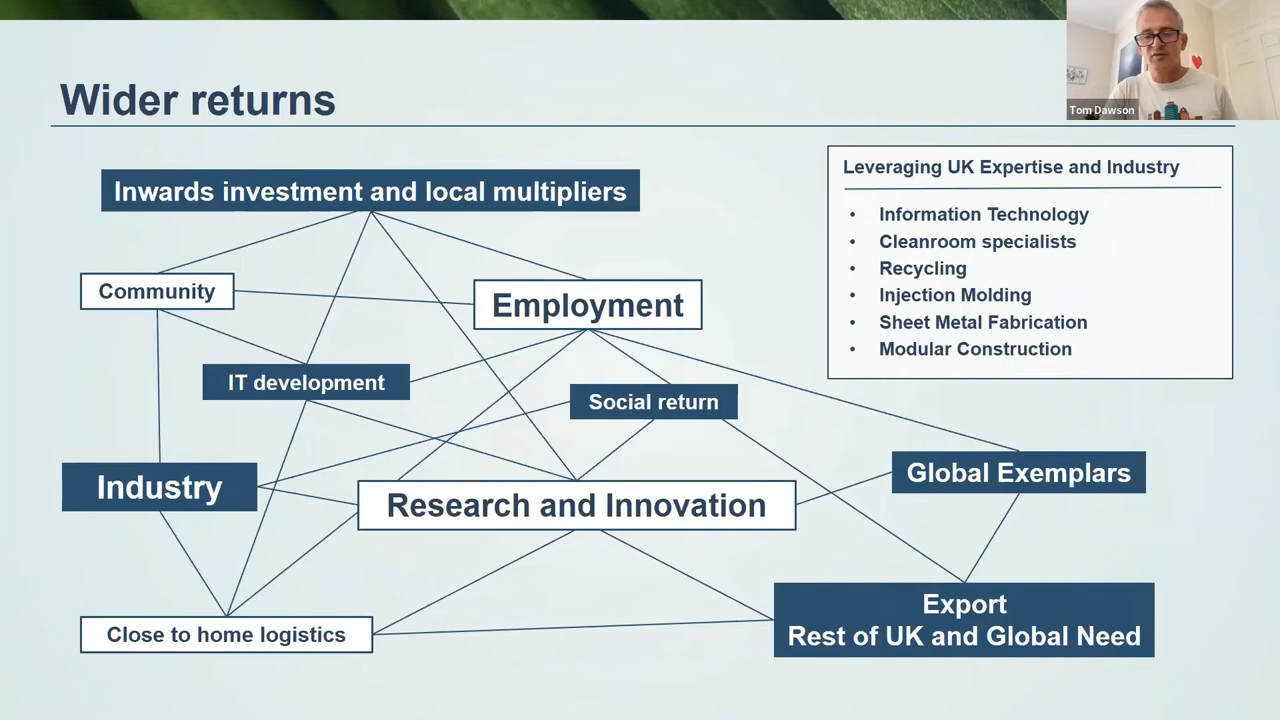 Tom Dawson
Wider returns
Inwards investment and local multipliers
Leveraging UK Expertise and Industry
• Information Technology
• Cleanroom specialists
• Recycling
• Injection Molding
• Sheet Metal Fabrication
• Modular Construction
Community
Employment
IT development
Social return
Industry
Research and Innovation
Global Exemplars
Close to home logistics
Export
Rest of UK and Global Need